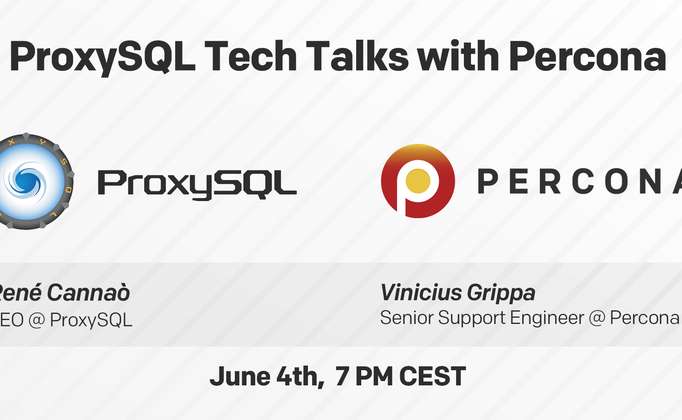 ProxySQL Tech Talks with Percona
PROXYSQL
ProxySQL
PERCONA
René Cannaò
EO @ ProxySQL
Vinicius Grippa
Senior Support Engineer @ Percona
June 4th, 7 PM CEST